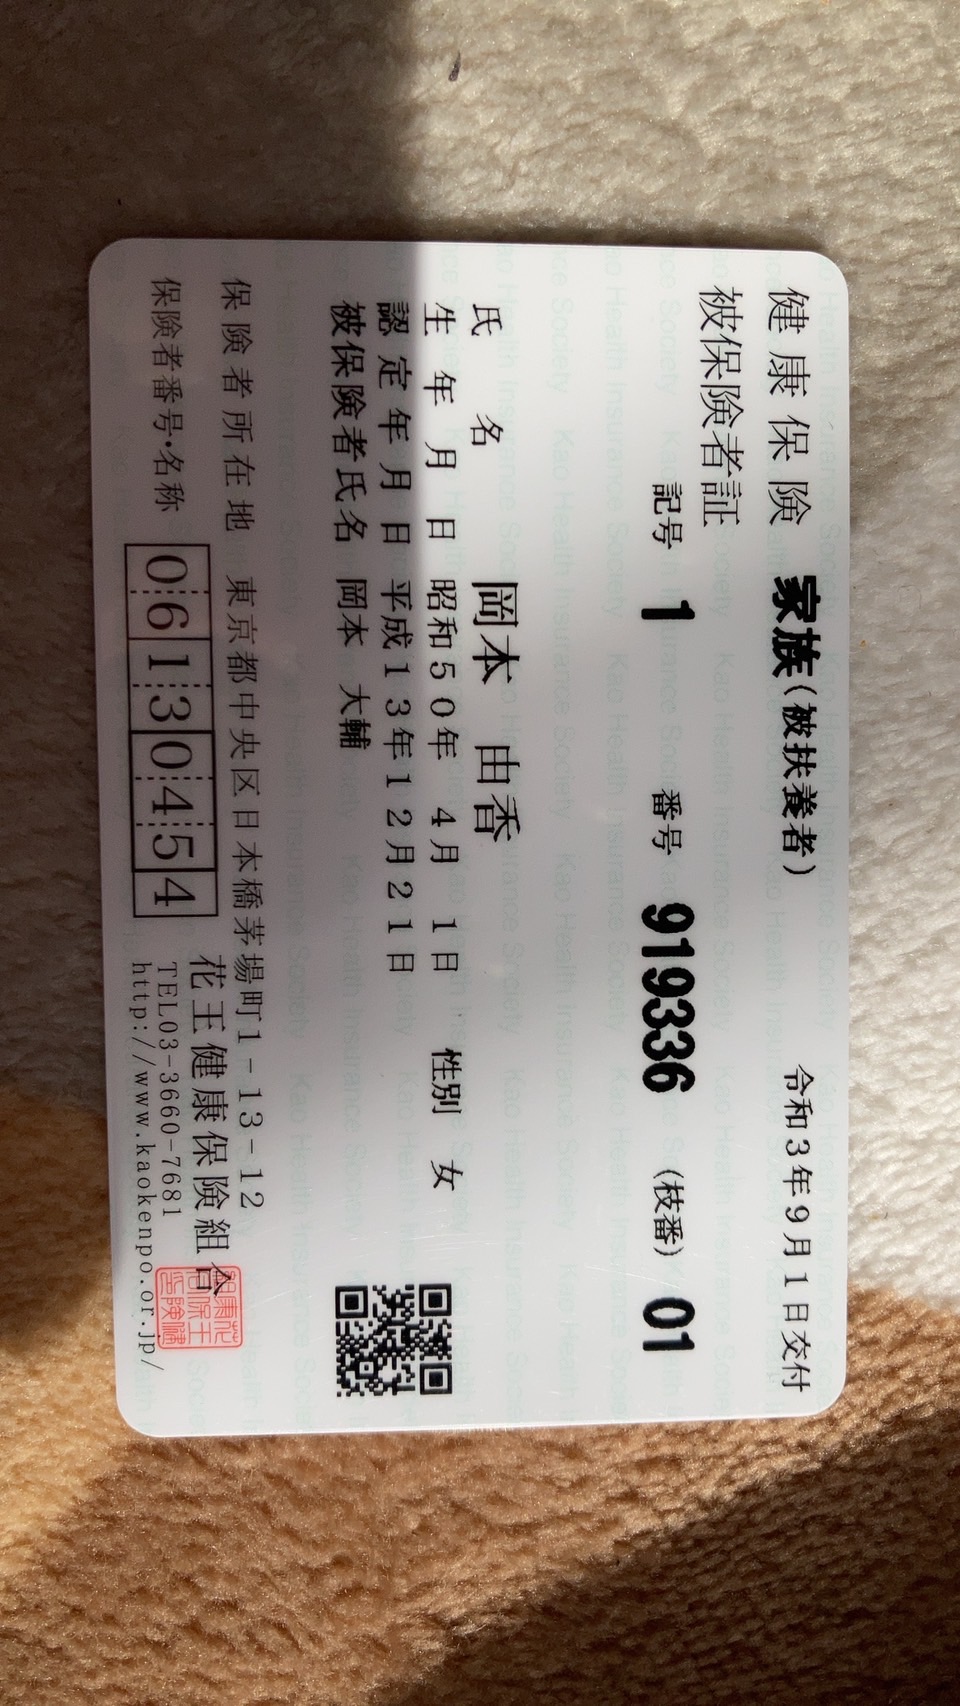 健康保険 家族(被扶養者) 令和3年9月1日交付
被保険者証
記号 1 番号 919336 (枝番) 01
氏名 岡本 由香
生年月日 昭和50年 4月 1日 性別 女
認定年月日 平成13年12月21日
被保険者氏名 岡本 大輔
保険者所在地 東京都中央区日本橋茅場町1-13-12
保険者番号・名称 06130454 花王健康保険組合
TEL03-3660-7681
http://www.kaokenpo.or.jp/
Kao Health Insurance Society